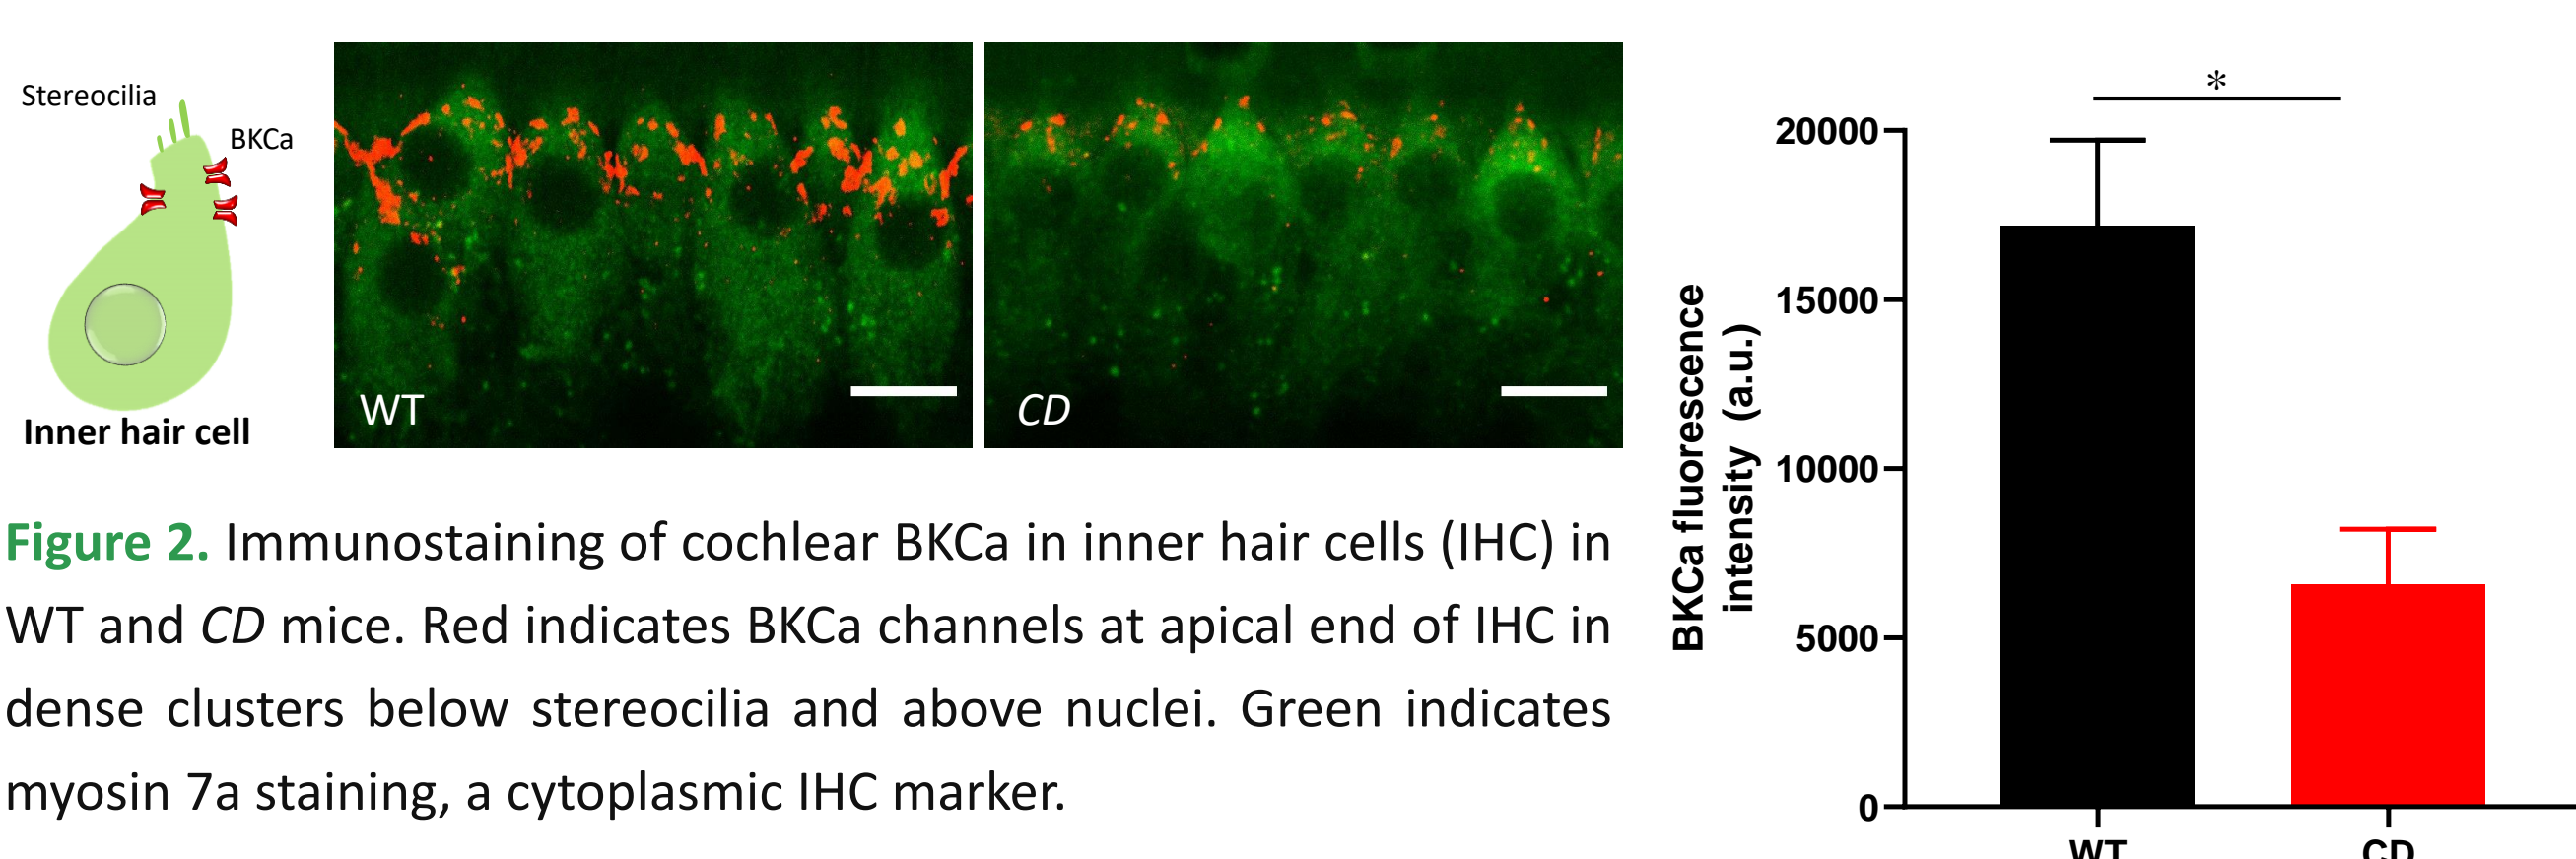 Stereocilia
BKCa
Inner hair cell
WT
CD
Figure 2. Immunostaining of cochlear BKCa in inner hair cells (IHC) in
WT and CD mice. Red indicates BKCa channels at apical end of IHC in
dense clusters below stereocilia and above nuclei. Green indicates
myosin 7a staining, a cytoplasmic IHC marker.
BKCa fluorescence
intensity (a.u.)
*
20000
15000
10000
5000
0
WT
CD